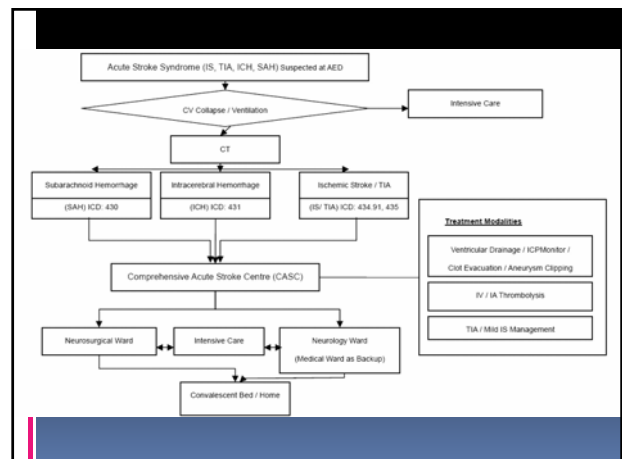 Acute Stroke Syndrome (IS, TIA, ICH, SAH) Suspected at AED
CV Collapse / Ventilation
Intensive Care
CT
Subarachnoid Hemorrhage
(SAH) ICD: 430
Intracerebral Hemorrhage
(ICH) ICD: 431
Ischemic Stroke / TIA
(IS/ TIA) ICD: 434.91, 435
Comprehensive Acute Stroke Centre (CASC)
Treatment Modalities
Ventricular Drainage / ICPMonitor /
Clot Evacuation / Aneurysm Clipping
IV / IA Thrombolysis
TIA / Mild IS Management
Neurosurgical Ward
Intensive Care
Neurology Ward
(Medical Ward as Backup)
Convalescent Bed / Home